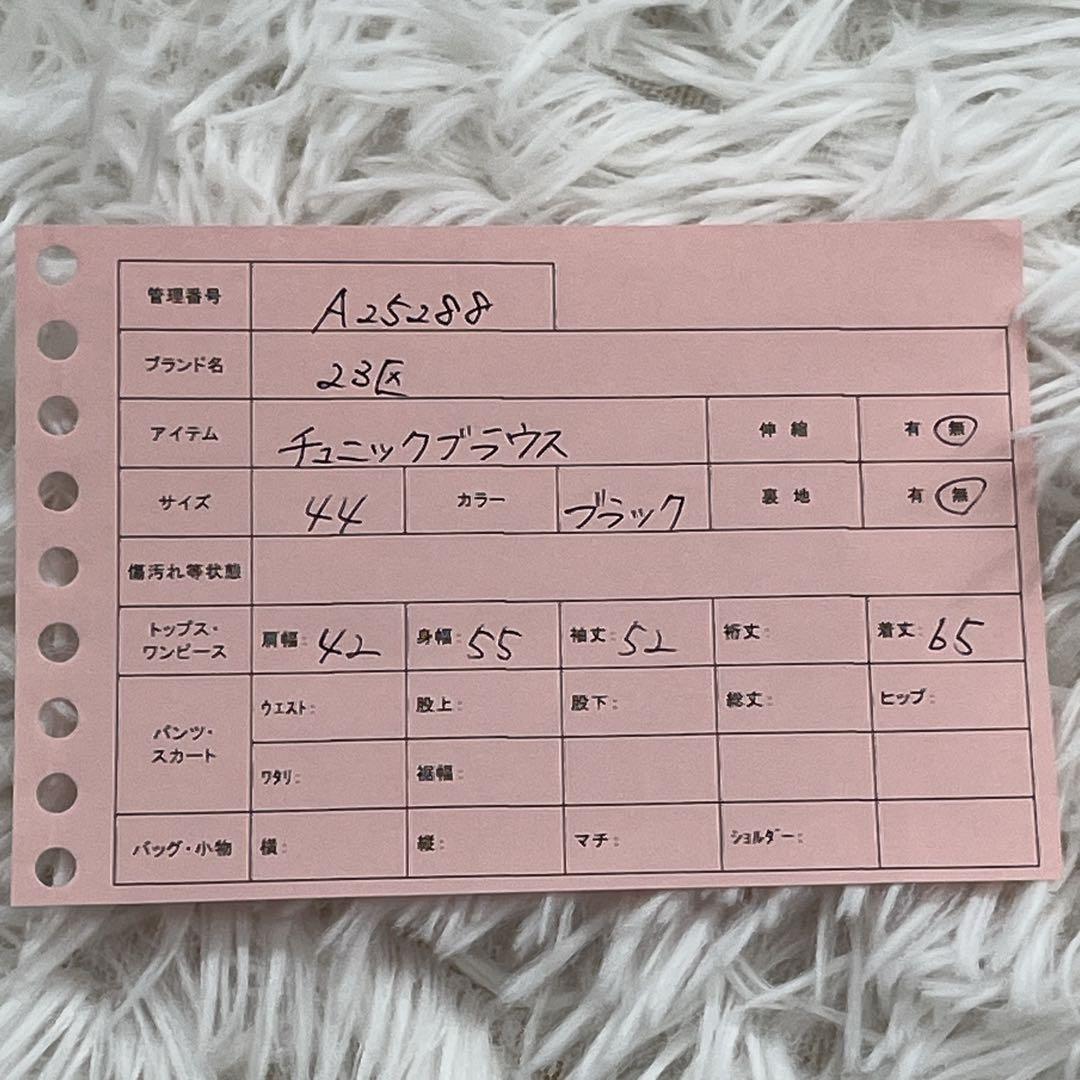 管理番号 A25288
ブランド名 23区
アイテム チュニックブラウス 伸縮 有 無
サイズ 44 カラー ブラック 裏地 有 無
傷汚れ等状態
トップス・ワンピース 肩幅: 42 身幅: 55 袖丈: 52 裄丈: 着丈: 65
パンツ・スカート ウエスト: 股上: 股下: 総丈: ヒップ:
ワタリ: 裾幅:
バッグ・小物 横: 縦: マチ: ショルダー: